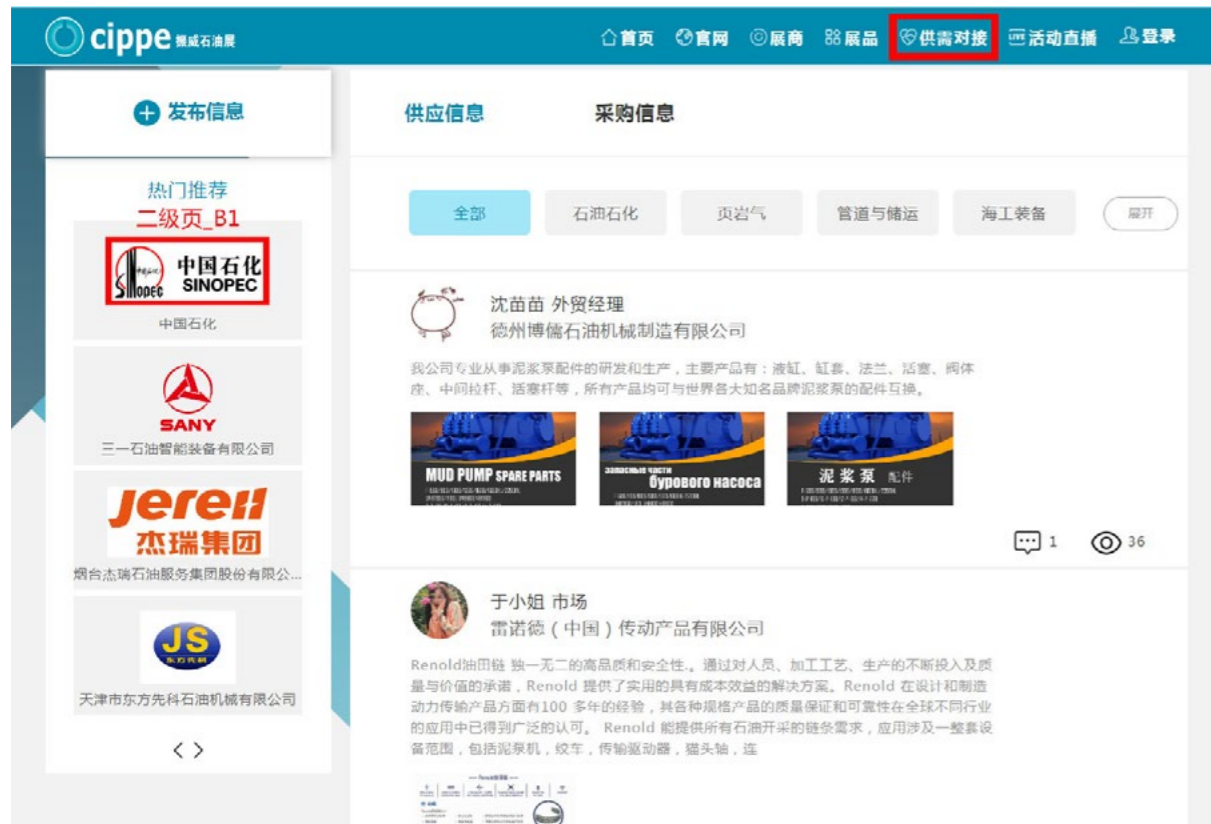 cippe 振威石油展
首页 官网 展商 展品 供需对接 活动直播 登录
发布信息
热门推荐
二级页_B1
中国石化
SINOPEC
Sinopec
中国石化
SANY
三一石油智能装备有限公司
Jereh
杰瑞集团
烟台杰瑞石油服务集团股份有限公...
JS
东方先科
天津市东方先科石油机械有限公司
< >
供应信息 采购信息
全部 石油石化 页岩气 管道与储运 海工装备 展开
沈苗苗 外贸经理
德州博儒石油机械制造有限公司
我公司专业从事泥浆泵配件的研发和生产，主要产品有：液缸、缸套、法兰、活塞、阀体
座、中间拉杆、活塞杆等，所有产品均可与世界各大知名品牌泥浆泵的配件互换。
MUD PUMP SPARE PARTS
запасные части
бурового насоса
泥浆泵 配件
1 36
于小姐 市场
雷诺德（中国）传动产品有限公司
Renold油田链 独一无二的高品质和安全性.。通过对人员、加工工艺、生产的不断投入及质
量与价值的承诺，Renold 提供了实用的具有成本效益的解决方案。Renold 在设计和制造
动力传输产品方面有100 多年的经验，其各种规格产品的质量保证和可靠性在全球不同行业
的应用中已得到广泛的认可。 Renold 能提供所有石油开采的链条需求，应用涉及一整套设
备范围，包括泥泵机，绞车，传输驱动器，猫头轴，连